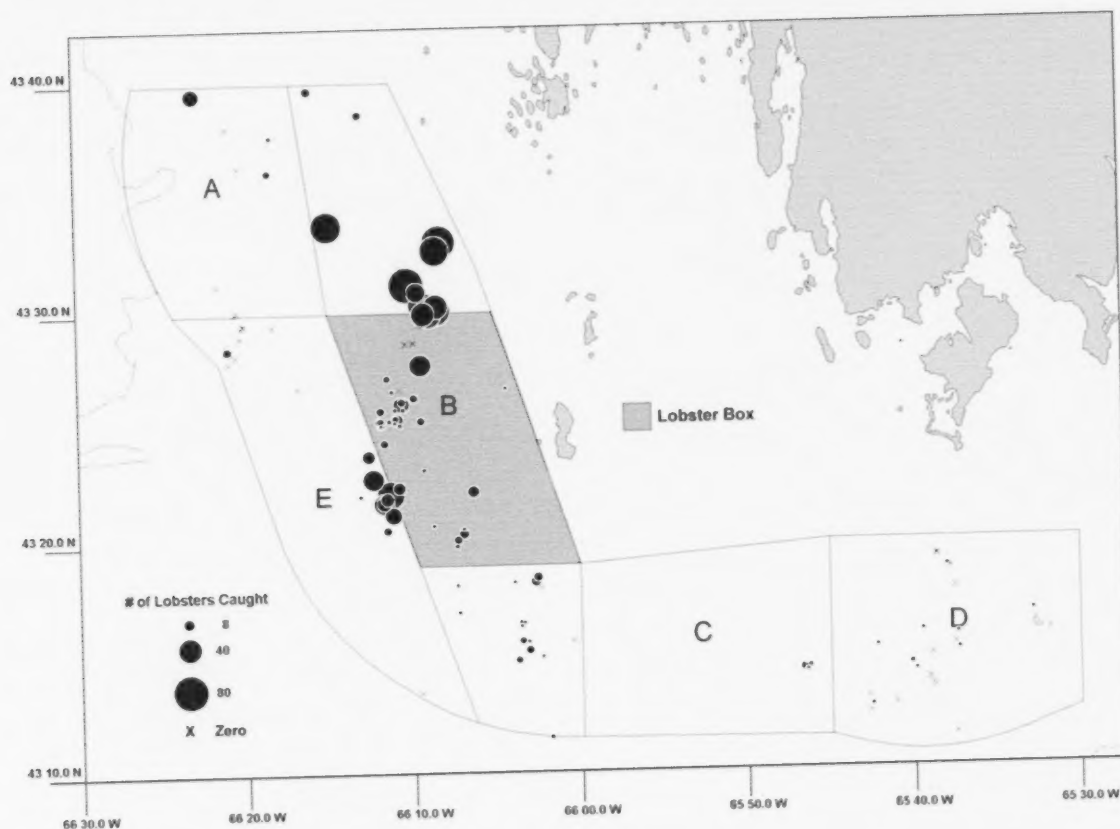 43 40.0 N
A
43 30.0 N
B
Lobster Box
E
43 20.0 N
# of Lobsters Caught
8
40
80
X Zero
C
D
43 10.0 N
66 30.0 W
66 20.0 W
66 10.0 W
66 00.0 W
65 50.0 W
65 40.0 W
65 30.0 W